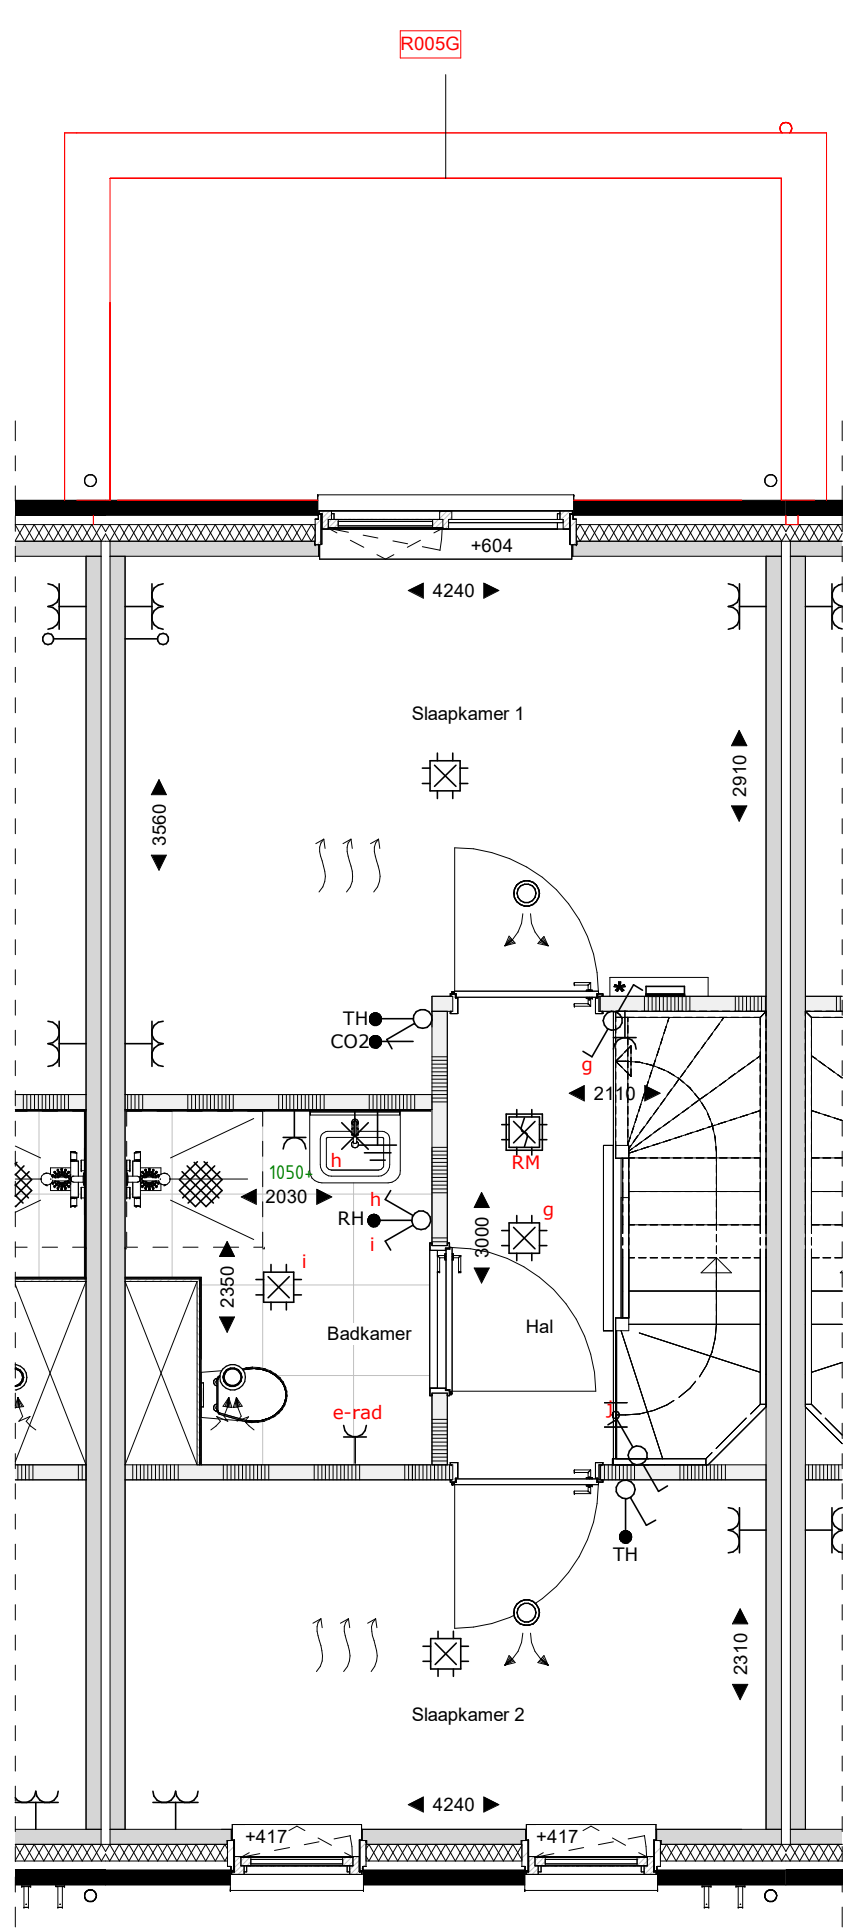 R005G
+604
4240
Slaapkamer 1
2910
3560
*
TH
CO2
g
2110
RM
h
1050+
2030
h
RH
i
g
3000
i
2350
Badkamer
Hal
e-rad
j
TH
2310
Slaapkamer 2
4240
+417
+417